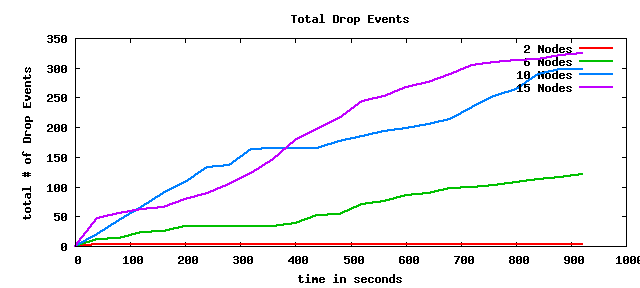 Total Drop Events
350
300
250
200
150
100
50
0
total # of Drop Events
2 Nodes
6 Nodes
10 Nodes
15 Nodes
0 100 200 300 400 500 600 700 800 900 1000
time in seconds